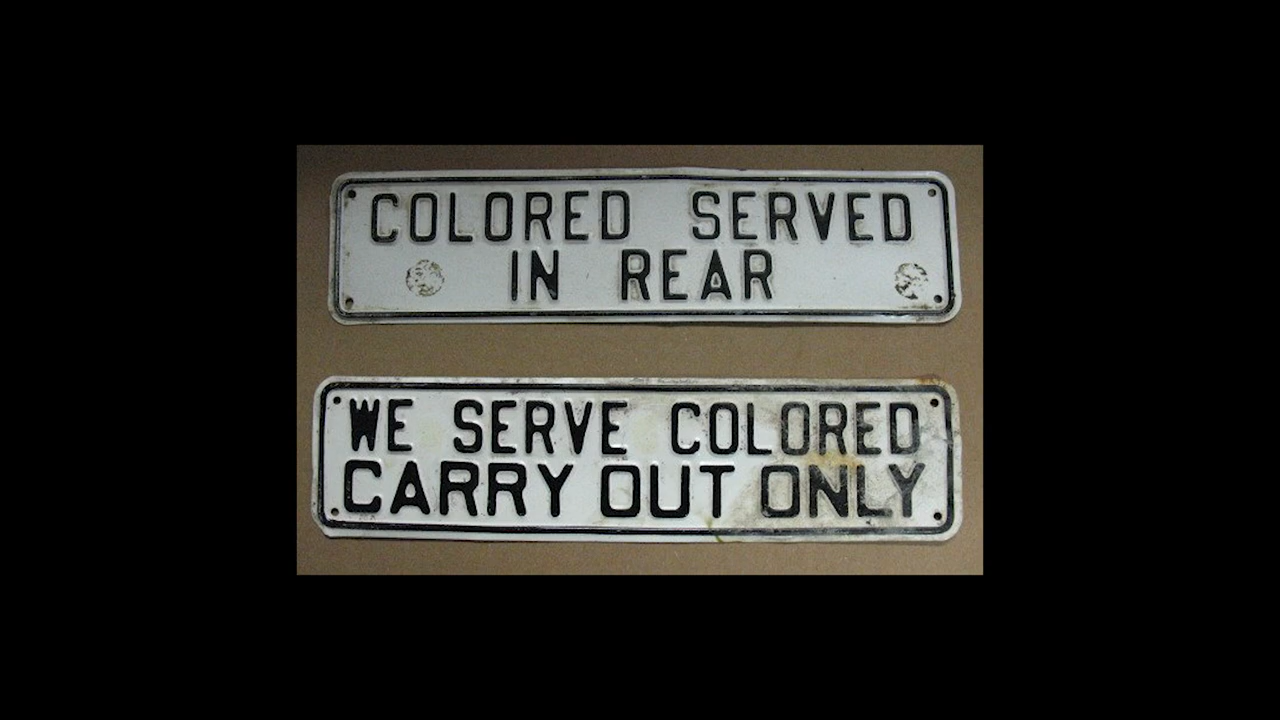 COLORED SERVED
IN REAR
WE SERVE COLORED
CARRY OUT ONLY